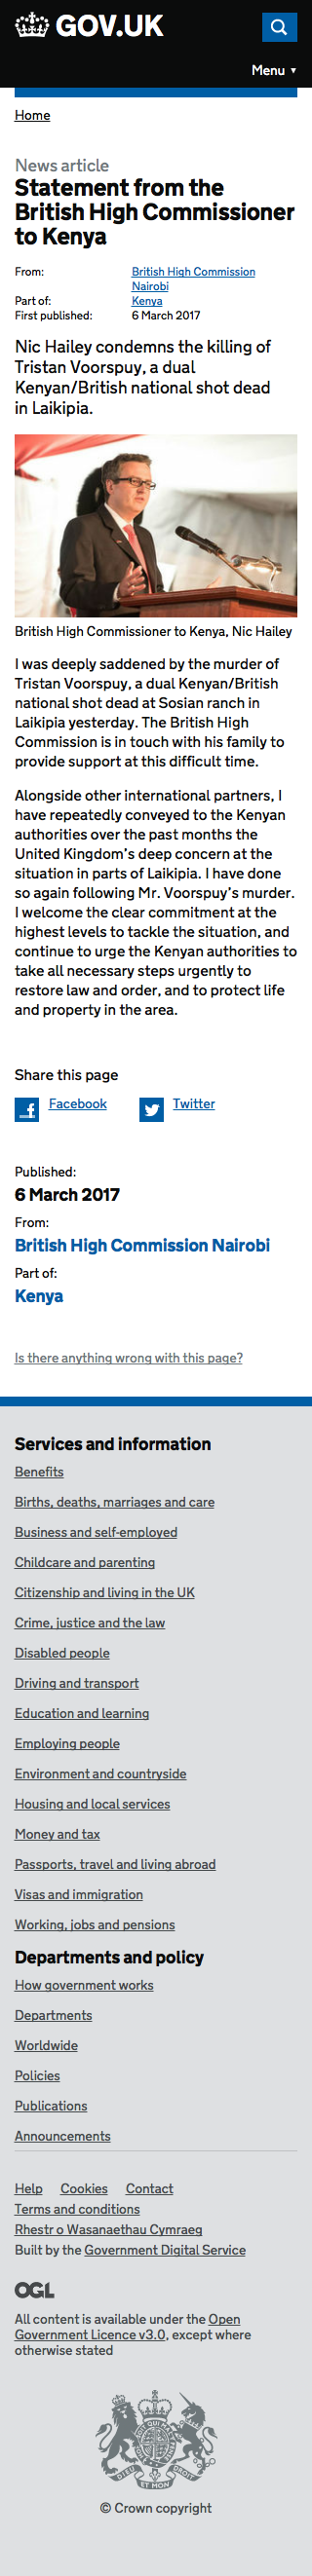 GOV.UK
Menu ▼
Home
News article
Statement from the
British High Commissioner
to Kenya
From:
British High Commission
Nairobi
Part of:
Kenya
First published:
6 March 2017
Nic Hailey condemns the killing of
Tristan Voorspuy, a dual
Kenyan/British national shot dead
in Laikipia.
British High Commissioner to Kenya, Nic Hailey
I was deeply saddened by the murder of
Tristan Voorspuy, a dual Kenyan/British
national shot dead at Sosian ranch in
Laikipia yesterday. The British High
Commission is in touch with his family to
provide support at this difficult time.
Alongside other international partners, I
have repeatedly conveyed to the Kenyan
authorities over the past months the
United Kingdom’s deep concern at the
situation in parts of Laikipia. I have done
so again following Mr. Voorspuy’s murder.
I welcome the clear commitment at the
highest levels to tackle the situation, and
continue to urge the Kenyan authorities to
take all necessary steps urgently to
restore law and order, and to protect life
and property in the area.
Share this page
Facebook
Twitter
Published:
6 March 2017
From:
British High Commission Nairobi
Part of:
Kenya
Is there anything wrong with this page?
Services and information
Benefits
Births, deaths, marriages and care
Business and self-employed
Childcare and parenting
Citizenship and living in the UK
Crime, justice and the law
Disabled people
Driving and transport
Education and learning
Employing people
Environment and countryside
Housing and local services
Money and tax
Passports, travel and living abroad
Visas and immigration
Working, jobs and pensions
Departments and policy
How government works
Departments
Worldwide
Policies
Publications
Announcements
Help Cookies Contact
Terms and conditions
Rhestr o Wasanaethau Cymraeg
Built by the Government Digital Service
OGL
All content is available under the Open
Government Licence v3.0, except where
otherwise stated
DIEU ET MON DROIT
© Crown copyright